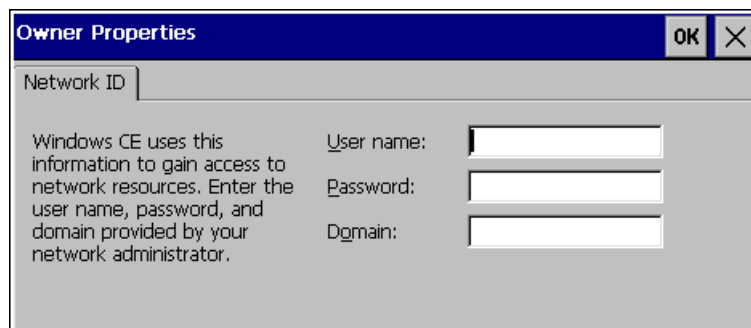 Owner Properties
OK
Network ID
Windows CE uses this
information to gain access to
network resources. Enter the
user name, password, and
domain provided by your
network administrator.
User name:
Password:
Domain: